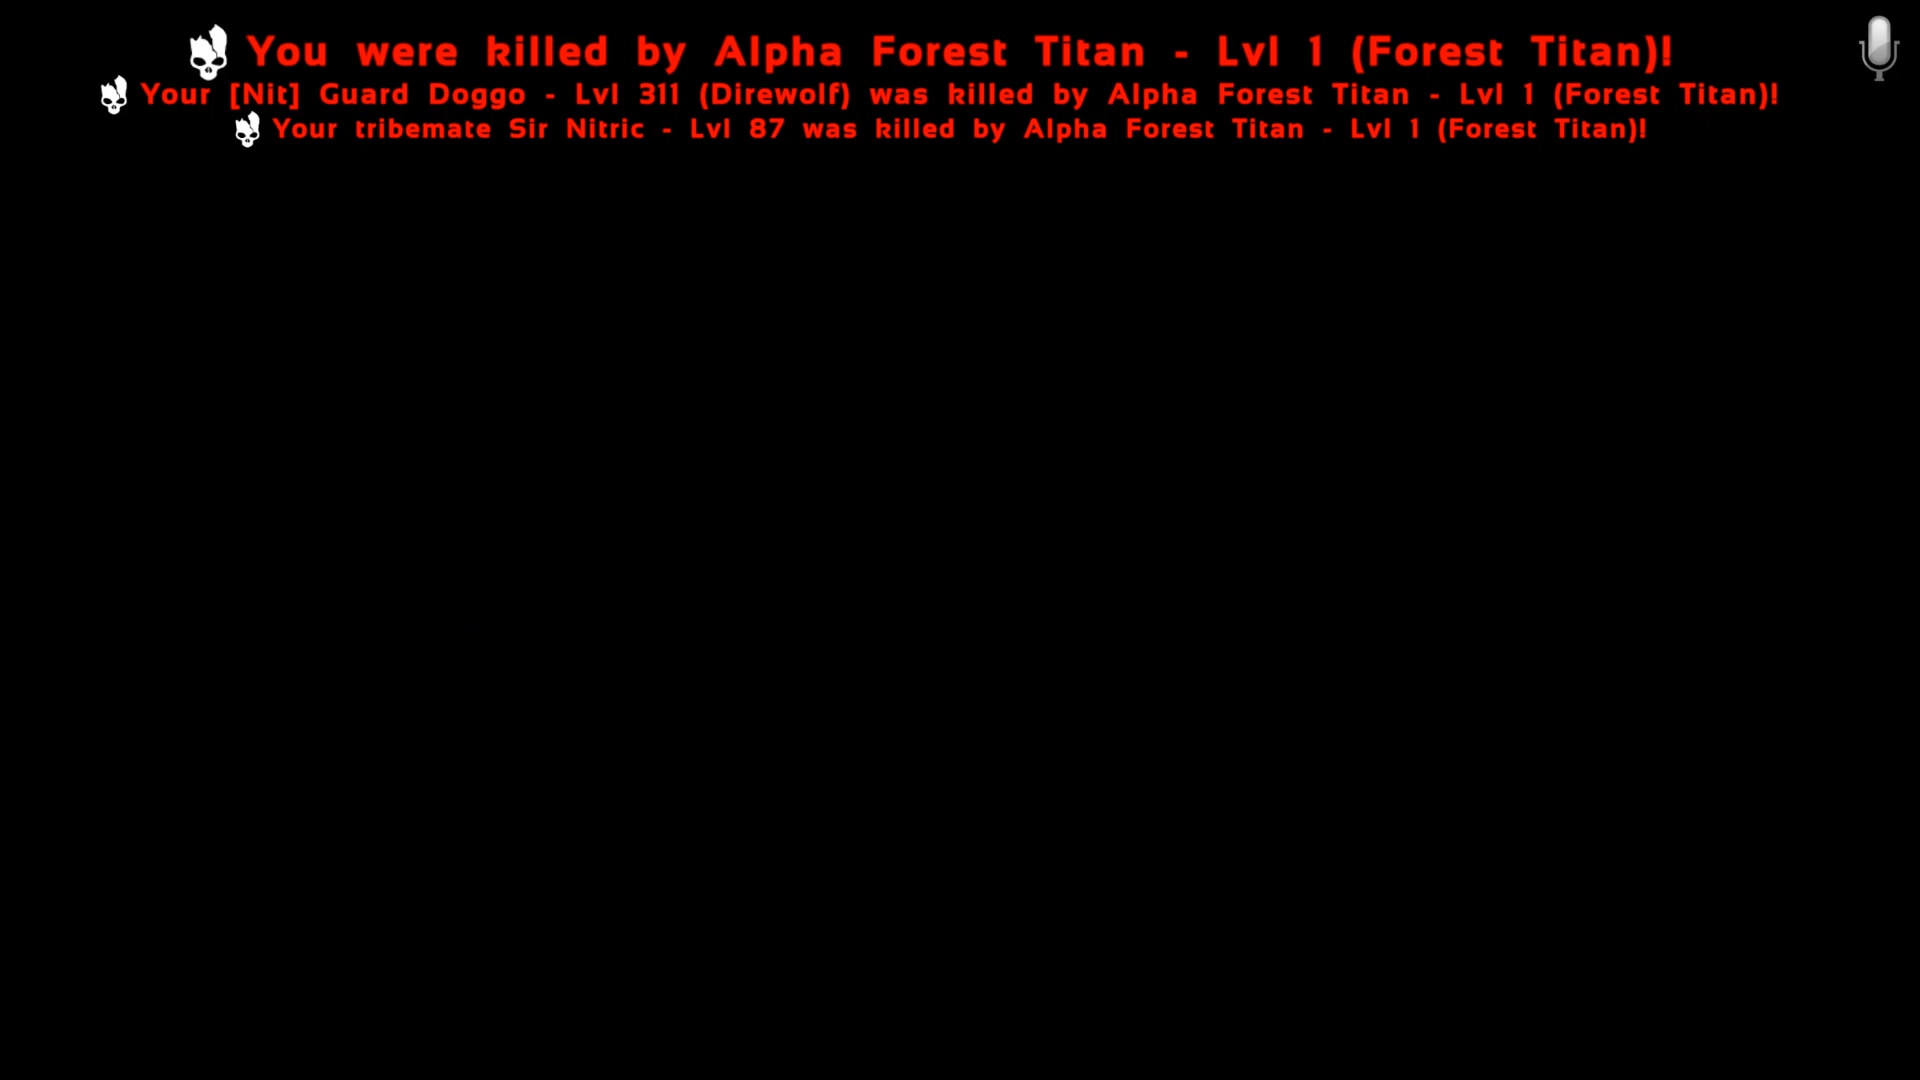 You were killed by Alpha Forest Titan - Lvl 1 (Forest Titan)!
Your [Nit] Guard Doggo - Lvl 311 (Direwolf) was killed by Alpha Forest Titan - Lvl 1 (Forest Titan)!
Your tribemate Sir Nitric - Lvl 87 was killed by Alpha Forest Titan - Lvl 1 (Forest Titan)!